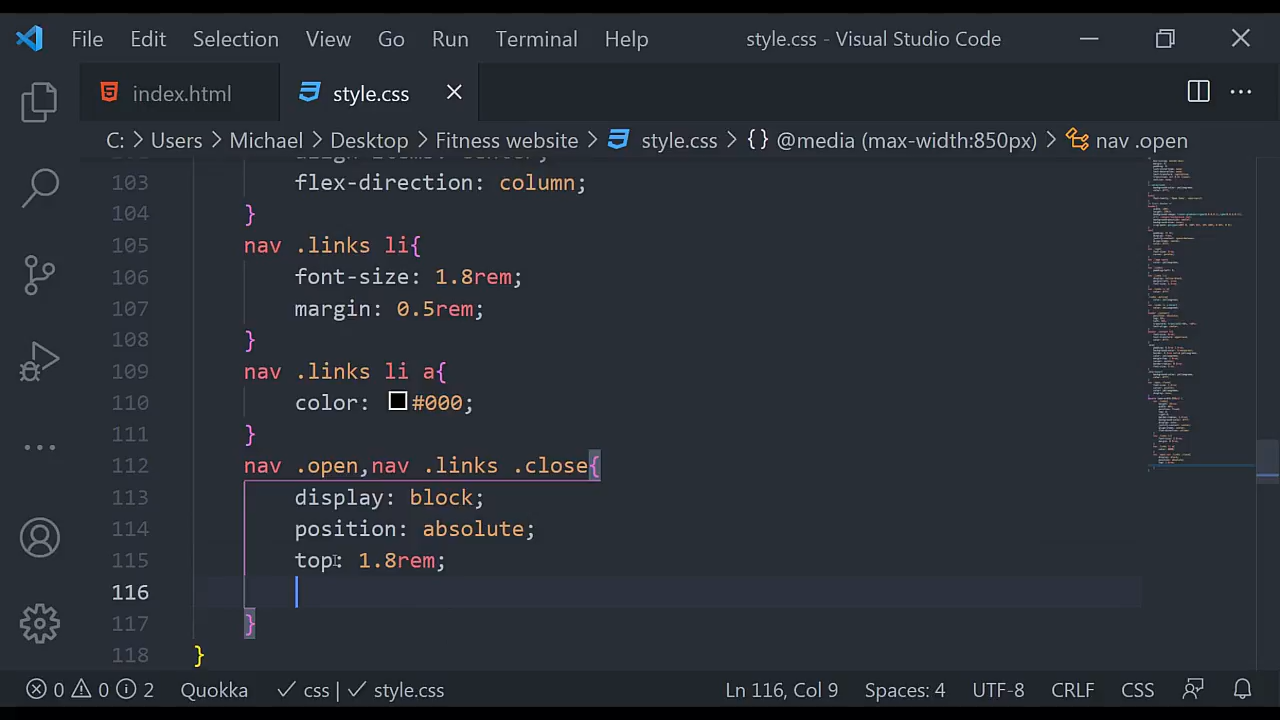 File Edit Selection View Go Run Terminal Help style.css - Visual Studio Code
index.html style.css
C: > Users > Michael > Desktop > Fitness website > style.css > {} @media (max-width:850px) > nav .open
align-items: center;
103 flex-direction: column;
104 }
105 nav .links li{
106 font-size: 1.8rem;
107 margin: 0.5rem;
108 }
109 nav .links li a{
110 color: #000;
111 }
112 nav .open,nav .links .close{
113 display: block;
114 position: absolute;
115 top: 1.8rem;
116
117 }
118 }
0 0 2 Quokka ✓ css | ✓ style.css Ln 116, Col 9 Spaces: 4 UTF-8 CRLF CSS